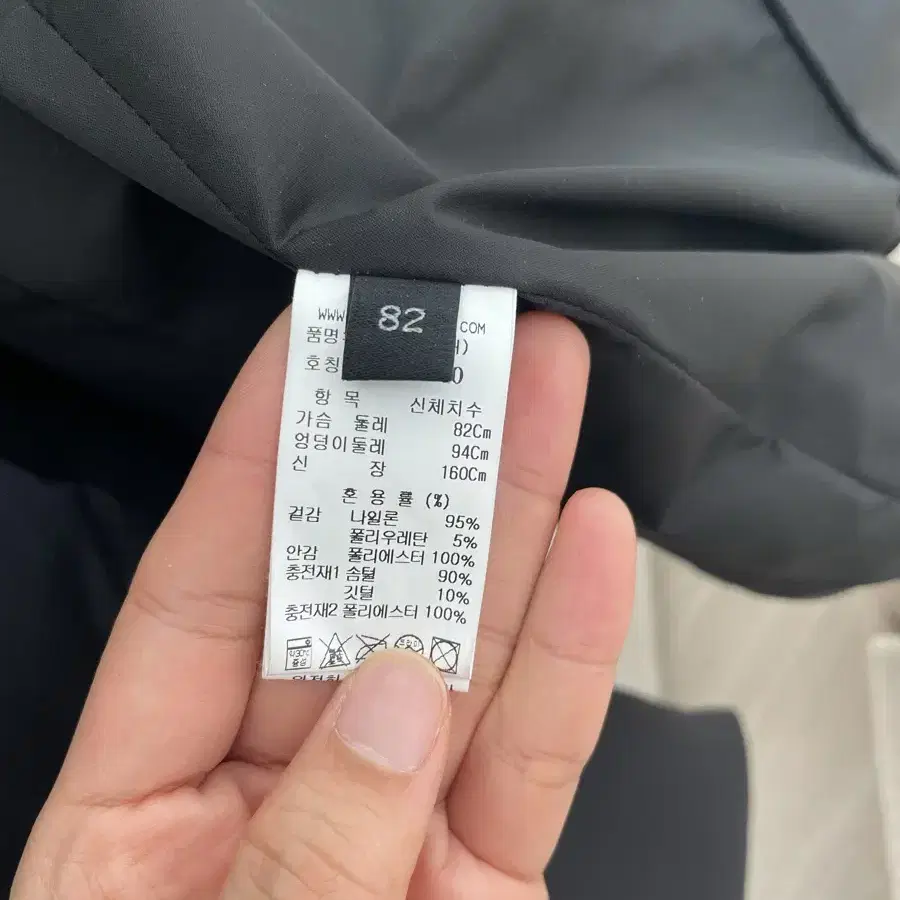 82
WWW. COM
품명
호칭 0
항 목 신체치수
가슴 둘레 82Cm
엉덩이둘레 94Cm
신 장 160Cm
혼 용 률 (%)
겉감 나일론 95%
폴리우레탄 5%
안감 폴리에스터 100%
충전재1 솜털 90%
깃털 10%
충전재2 폴리에스터 100%